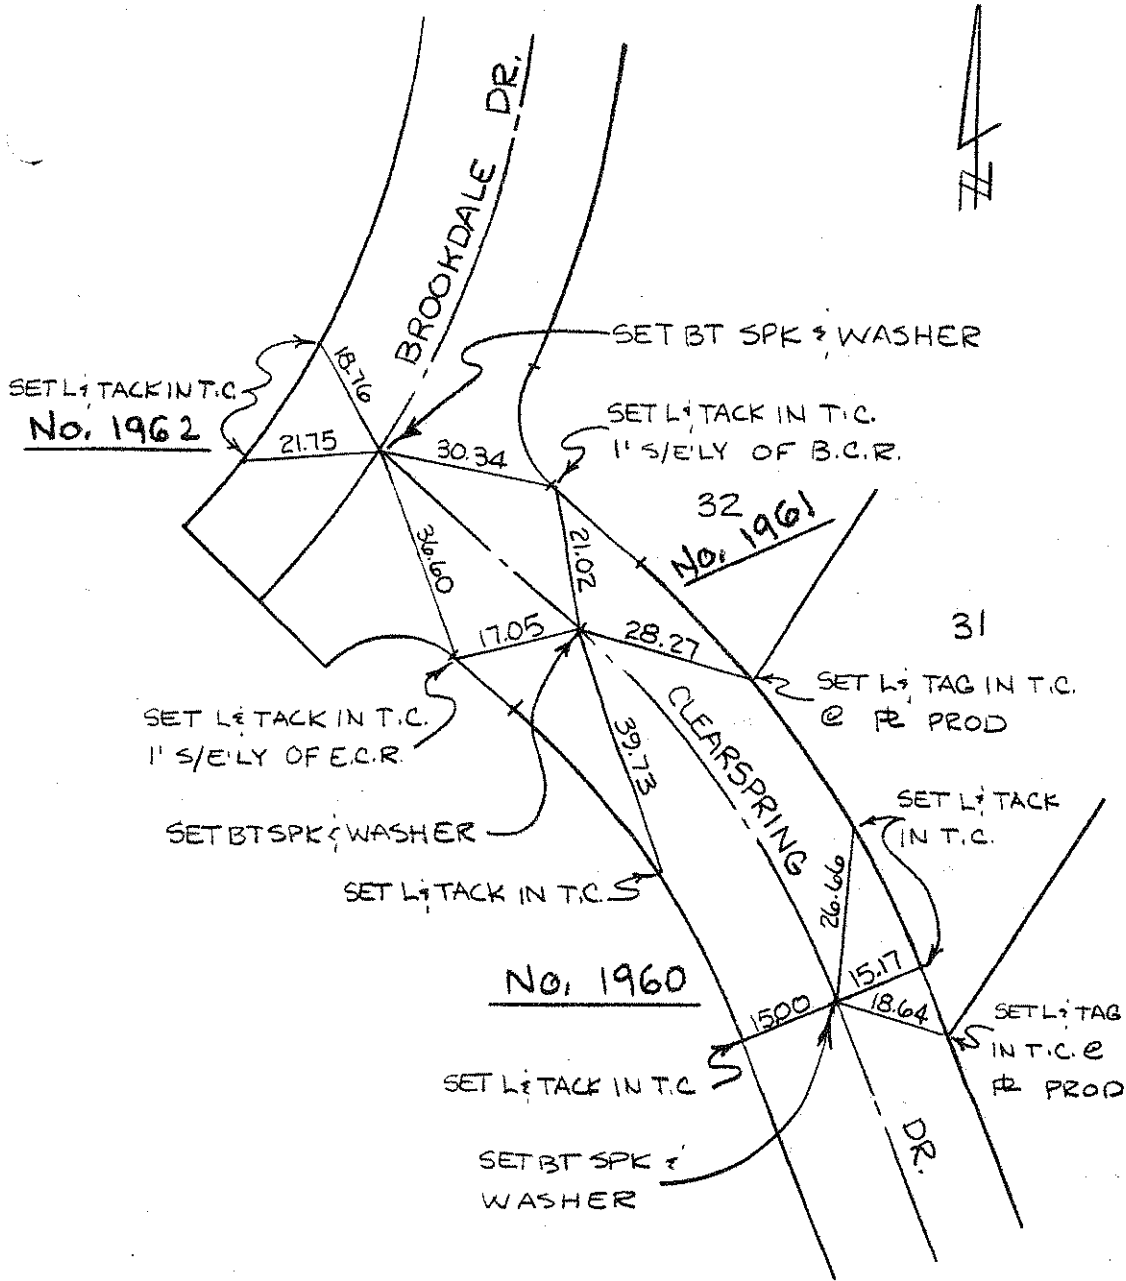 BROOKDALE DR.
N
SET BT SPK & WASHER
18.76
SET L & TACK IN T.C.
No. 1962
21.75
30.34
SET L & TACK IN T.C.
1' S/E'LY OF B.C.R.
32
No. 1961
36.60
21.02
17.05
28.27
31
SET L & TAG IN T.C.
@ PL PROD
SET L & TACK IN T.C.
1' S/E'LY OF E.C.R.
39.73
CLEARSPRING
SET BT SPK & WASHER
SET L & TACK
IN T.C.
SET L & TACK IN T.C.
26.66
No. 1960
15.17
15.00
18.64
SET L & TAG
IN T.C. @
PL PROD
SET L & TACK IN T.C
DR.
SET BT SPK &
WASHER